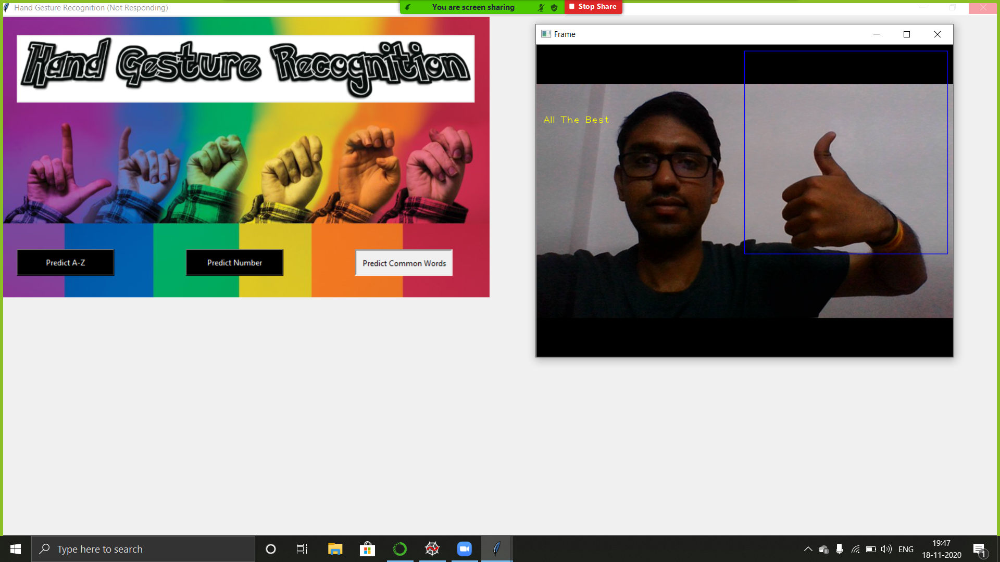 Hand Gesture Recognition (Not Responding)
You are screen sharing
Stop Share
Hand Gesture Recognition
Predict A-Z
Predict Number
Predict Common Words
Frame
All The Best
Type here to search
ENG
19:47
18-11-2020
1